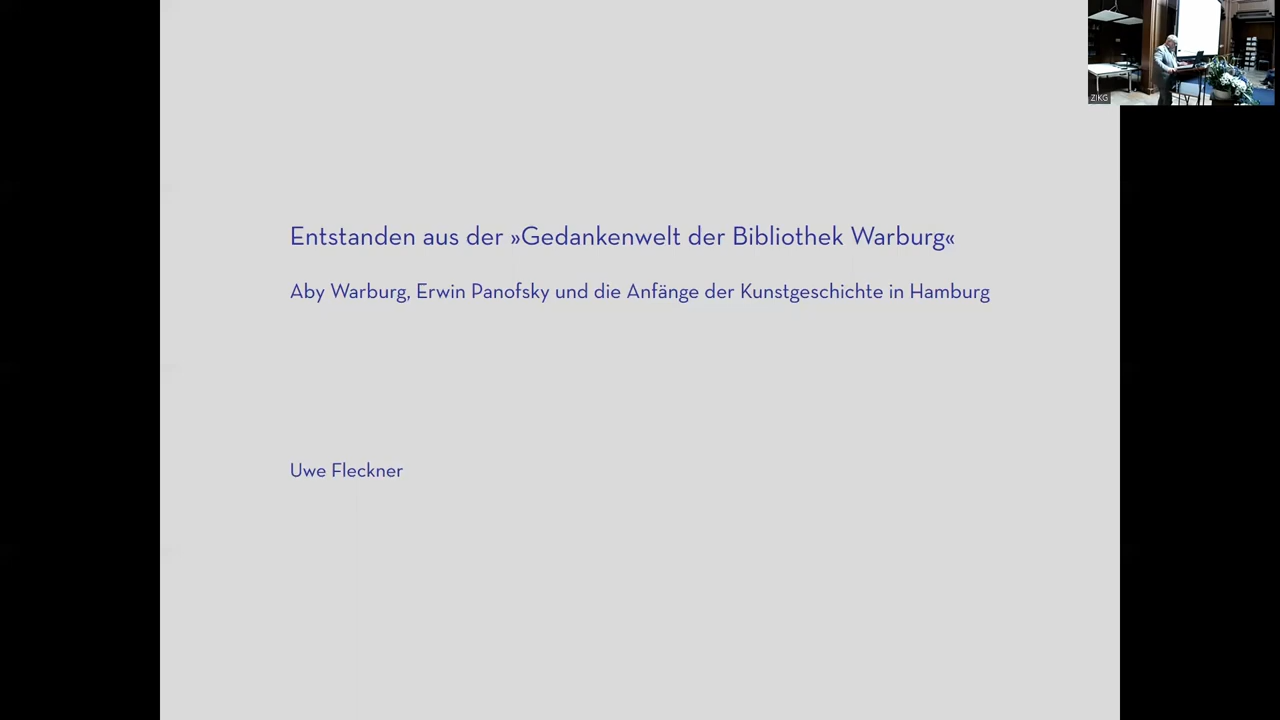 Entstanden aus der »Gedankenwelt der Bibliothek Warburg«
Aby Warburg, Erwin Panofsky und die Anfänge der Kunstgeschichte in Hamburg
Uwe Fleckner
ZIKG